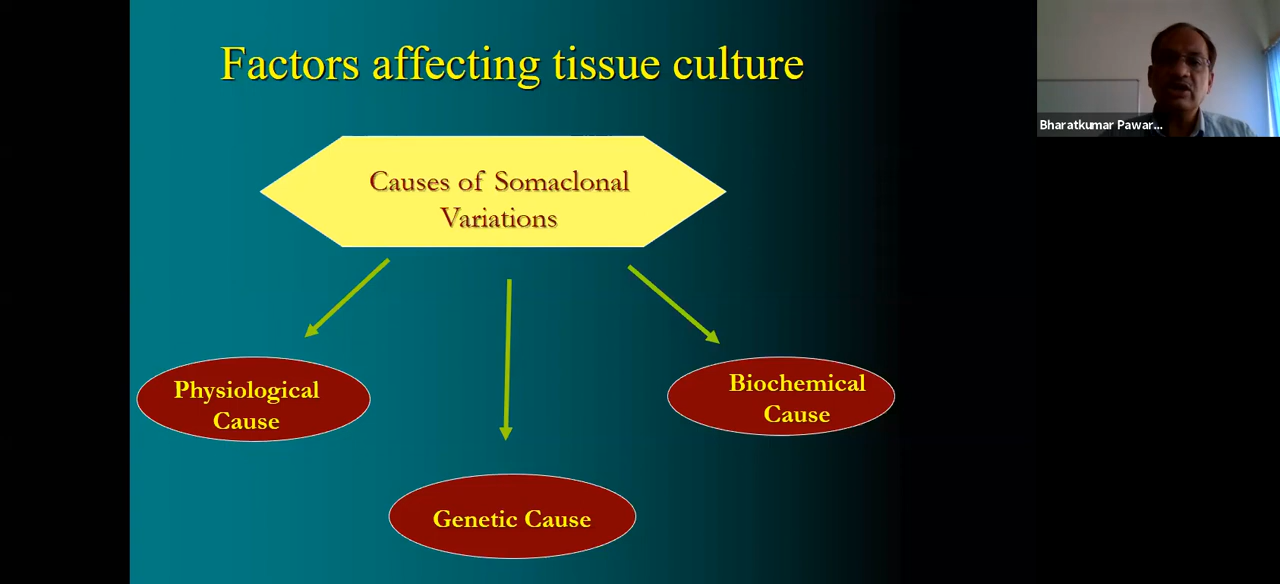 Factors affecting tissue culture
Bharatkumar Pawar...
Causes of Somaclonal
Variations
Physiological
Cause
Biochemical
Cause
Genetic Cause